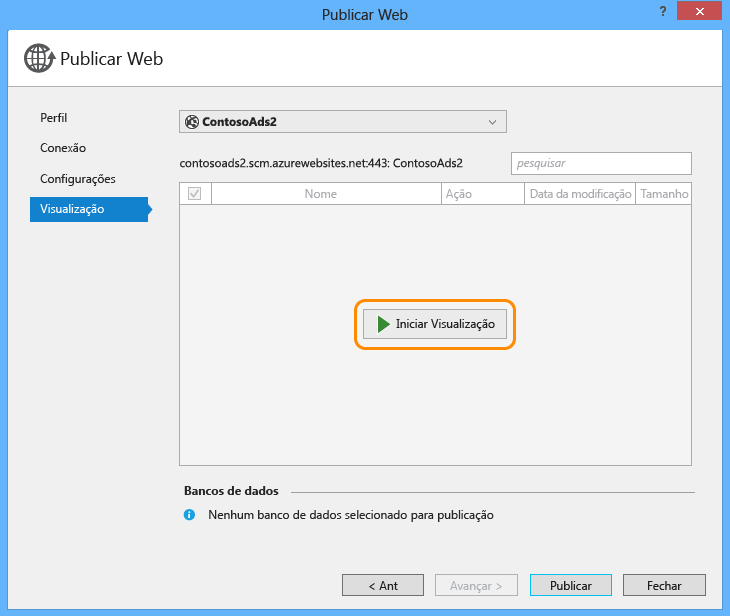 Publicar Web
?
Publicar Web
Perfil
Conexão
Configurações
Visualização
ContosoAds2
contosoads2.scm.azurewebsites.net:443: ContosoAds2
pesquisar
Nome Ação Data da modificação Tamanho
Iniciar Visualização
Bancos de dados
Nenhum banco de dados selecionado para publicação
< Ant Avançar > Publicar Fechar